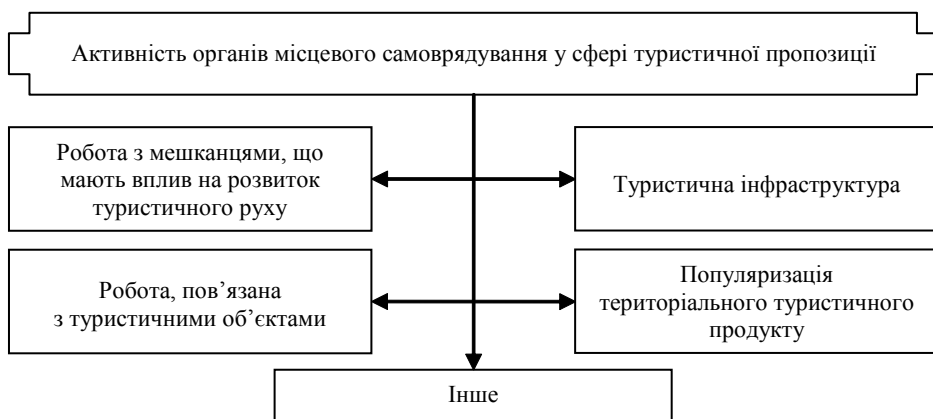 Активність органів місцевого самоврядування у сфері туристичної пропозиції
Робота з мешканцями, що
мають вплив на розвиток
туристичного руху
Туристична інфраструктура
Робота, пов’язана
з туристичними об’єктами
Популяризація
територіального туристичного
продукту
Інше